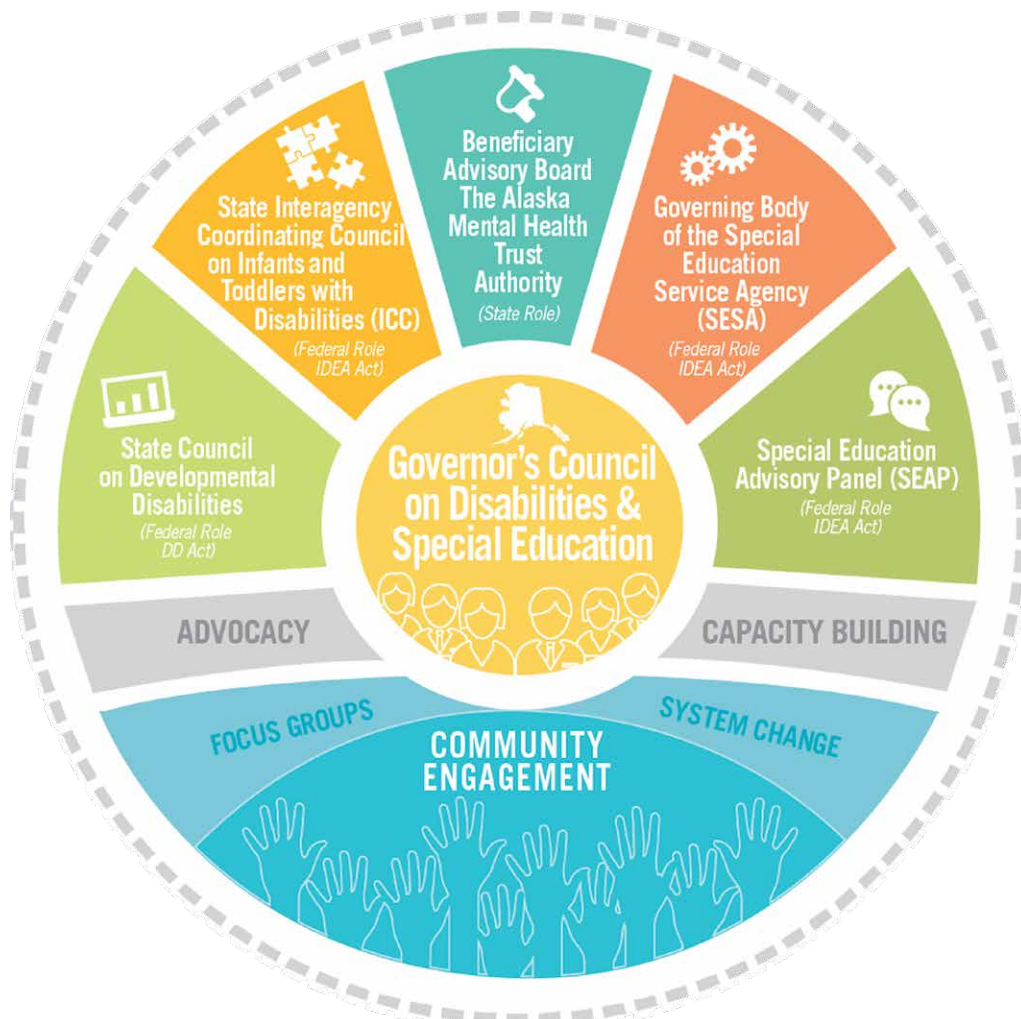 Beneficiary
Advisory Board
The Alaska
Mental Health
Trust
Authority
(State Role)
State Interagency
Coordinating Council
on Infants and
Toddlers with
Disabilities (ICC)
(Federal Role
IDEA Act)
Governing Body
of the Special
Education
Service Agency
(SESA)
(Federal Role
IDEA Act)
State Council
on Developmental
Disabilities
(Federal Role
DD Act)
Governor's Council
on Disabilities &
Special Education
Special Education
Advisory Panel (SEAP)
(Federal Role
IDEA Act)
ADVOCACY
CAPACITY BUILDING
FOCUS GROUPS
SYSTEM CHANGE
COMMUNITY
ENGAGEMENT